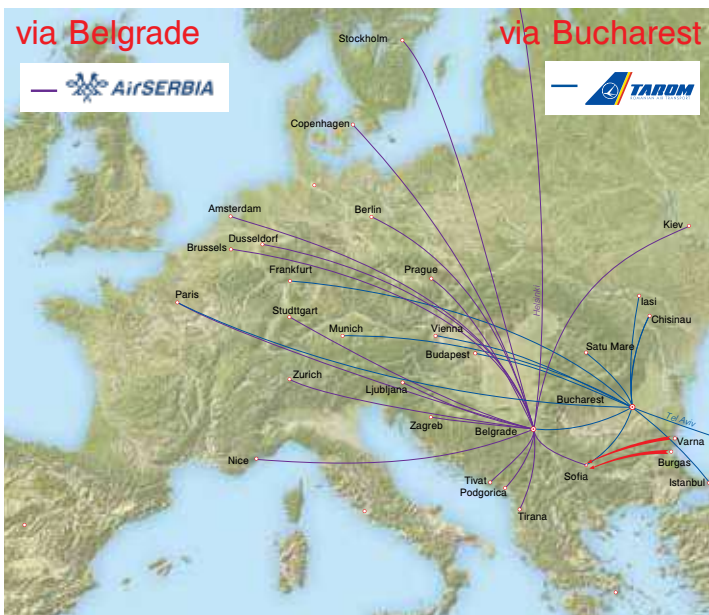 via Belgrade
via Bucharest
AirSERBIA
TAROM
ROMANIAN AIR TRANSPORT
Stockholm
Copenhagen
Amsterdam
Berlin
Kiev
Dusseldorf
Brussels
Frankfurt
Prague
Helsinki
Paris
Iasi
Studttgart
Chisinau
Munich
Vienna
Satu Mare
Budapest
Zurich
Ljubljana
Bucharest
Tel Aviv
Zagreb
Belgrade
Varna
Nice
Burgas
Sofia
Tivat
Istanbul
Podgorica
Tirana